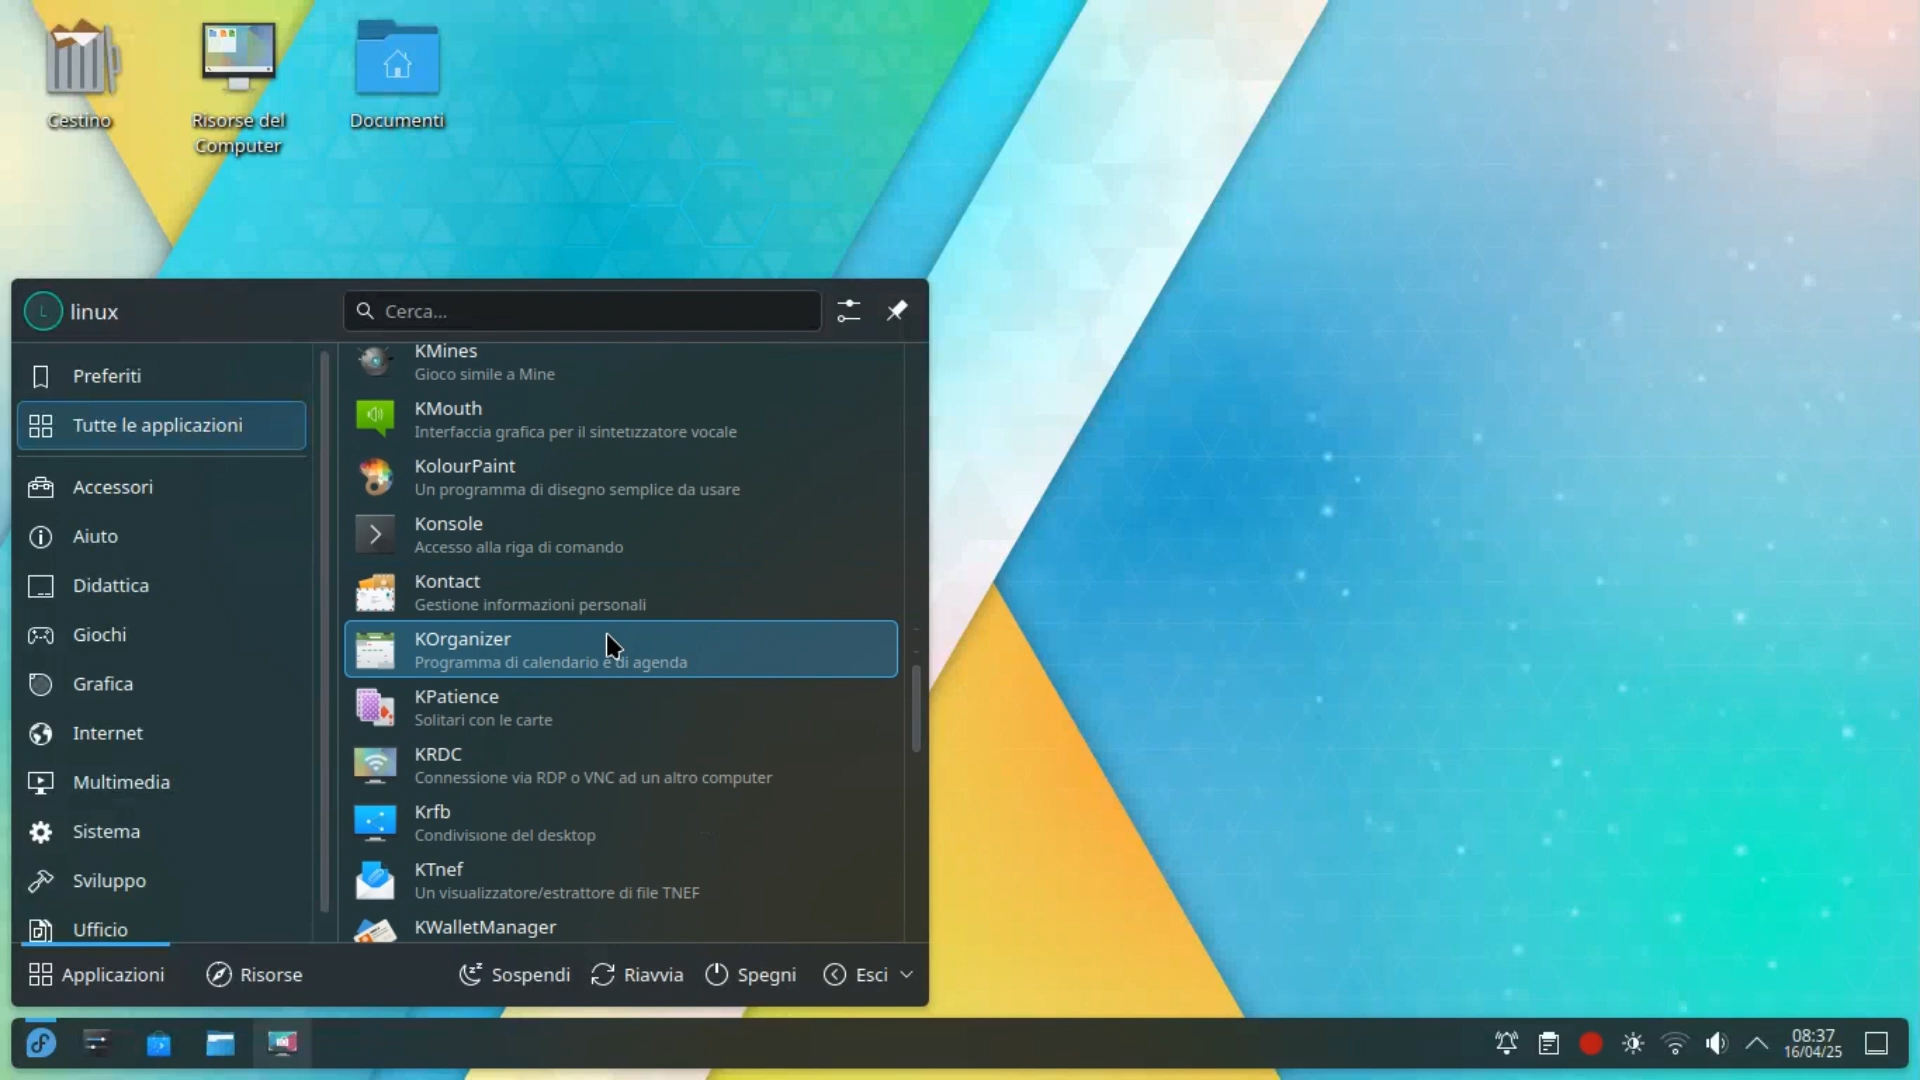 Cestino
Risorse del
Computer
Documenti
L
linux
Cerca...
Preferiti
Tutte le applicazioni
Accessori
Aiuto
Didattica
Giochi
Grafica
Internet
Multimedia
Sistema
Sviluppo
Ufficio
KMines
Gioco simile a Mine
KMouth
Interfaccia grafica per il sintetizzatore vocale
KolourPaint
Un programma di disegno semplice da usare
Konsole
Accesso alla riga di comando
Kontact
Gestione informazioni personali
KOrganizer
Programma di calendario e di agenda
KPatience
Solitari con le carte
KRDC
Connessione via RDP o VNC ad un altro computer
Krfb
Condivisione del desktop
KTnef
Un visualizzatore/estrattore di file TNEF
KWalletManager
Applicazioni
Risorse
Sospendi
Riavvia
Spegni
Esci
08:37
16/04/25